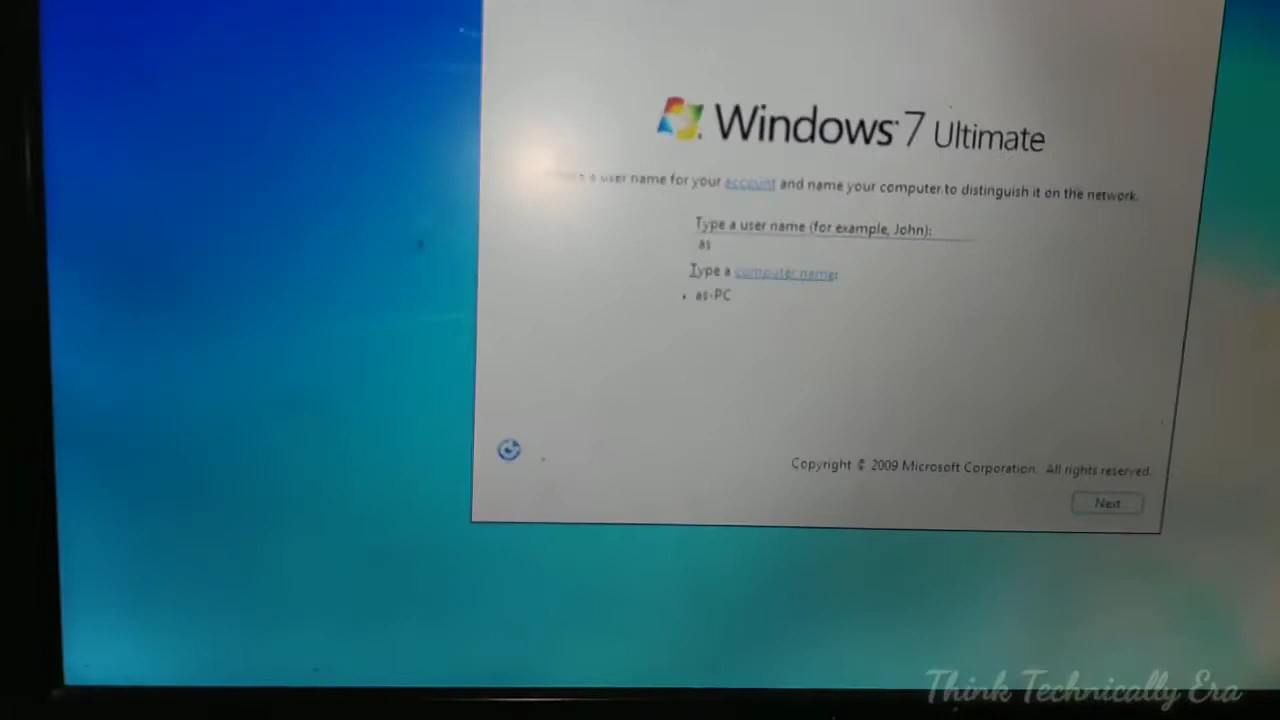 Windows 7 Ultimate
a user name for your account and name your computer to distinguish it on the network.
Type a user name (for example, John):
as
Type a computer name:
as-PC
Copyright © 2009 Microsoft Corporation. All rights reserved.
Next
Think Technically Era